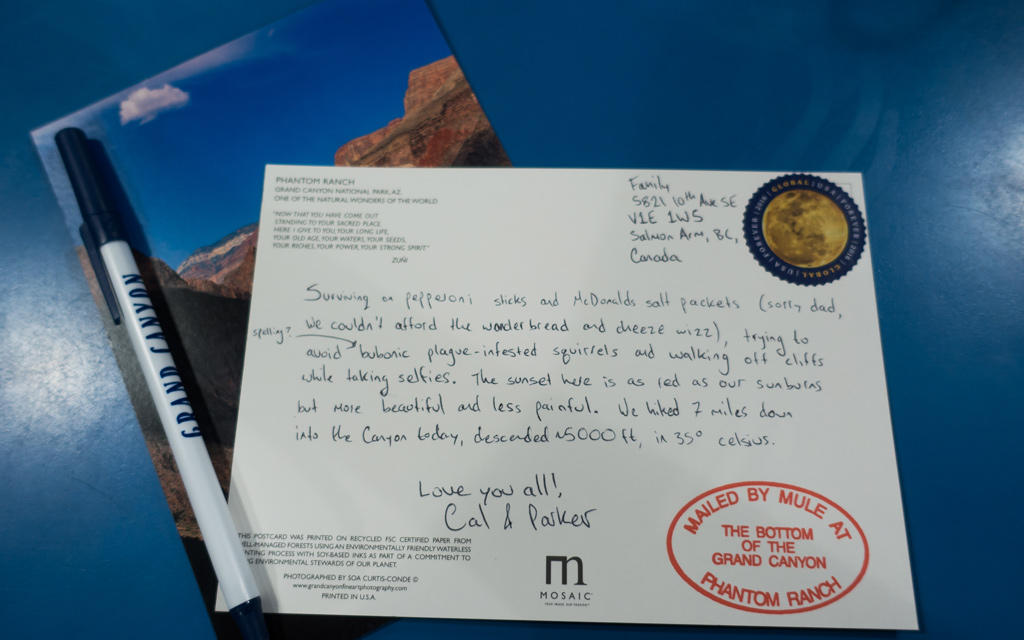 PHANTOM RANCH
GRAND CANYON NATIONAL PARK, AZ.
ONE OF THE NATURAL WONDERS OF THE WORLD
"NOW THAT YOU HAVE COME OUT
STANDING TO YOUR SACRED PLACE,
HERE I GIVE TO YOU, YOUR LONG LIFE,
YOUR OLD AGE, YOUR WATERS, YOUR SEEDS,
YOUR RICHES, YOUR POWER, YOUR STRONG SPIRIT"
ZUÑI
Family
5821 10th Ave SE
V1E 1W5
Salmon Arm, BC,
Canada
GLOBAL | USA | FOREVER | 2016 | GLOBAL | USA | FOREVER | 2016
Surviving on pepperoni sticks and McDonalds salt packets (sorry dad,
we couldn't afford the wonderbread and cheeze wizz), trying to
spelling?
avoid bubonic plague-infested squirrels and walking off cliffs
while taking selfies. The sunset here is as red as our sunburns
but more beautiful and less painful. We hiked 7 miles down
into the Canyon today, descended ~5000 ft, in 35° celsius.
Love you all!,
Cal & Parker
THIS POSTCARD WAS PRINTED ON RECYCLED FSC CERTIFIED PAPER FROM
WELL-MANAGED FORESTS USING AN ENVIRONMENTALLY FRIENDLY WATERLESS
NTING PROCESS WITH SOY-BASED INKS AS PART OF A COMMITMENT TO
G ENVIRONMENTAL STEWARDS OF OUR PLANET.
PHOTOGRAPHED BY SOA CURTIS-CONDE ©
www.grandcanyonfineartphotography.com
PRINTED IN U.S.A.
m
MOSAIC
MAILED BY MULE AT
THE BOTTOM
OF THE
GRAND CANYON
PHANTOM RANCH
GRAND CANYON